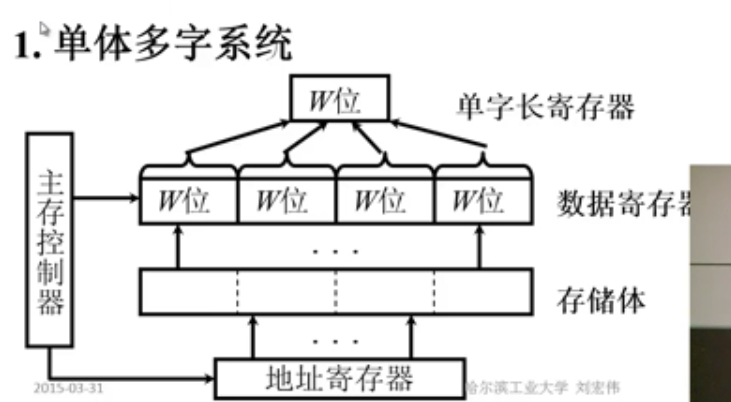 1. 单体多字系统
W位
单字长寄存器
主存控制器
W位 W位 W位 W位
数据寄存器
...
存储体
...
地址寄存器
2015-03-31
哈尔滨工业大学 刘宏伟